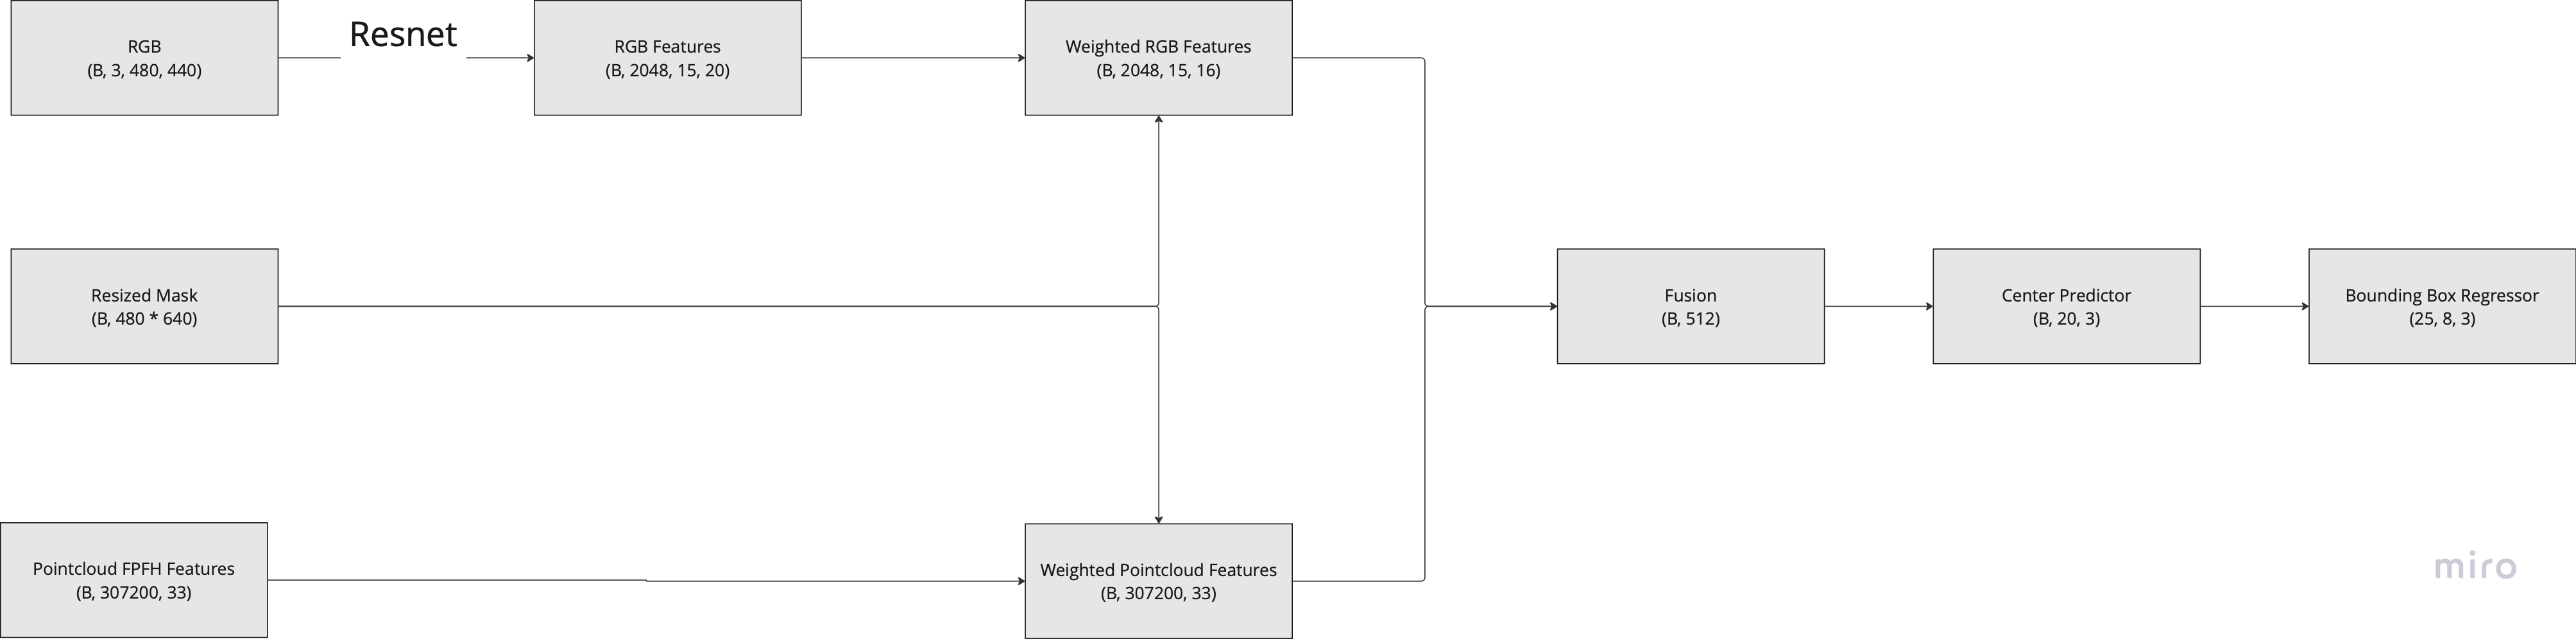 RGB
(B, 3, 480, 440)
Resnet
RGB Features
(B, 2048, 15, 20)
Weighted RGB Features
(B, 2048, 15, 16)
Resized Mask
(B, 480 * 640)
Fusion
(B, 512)
Center Predictor
(B, 20, 3)
Bounding Box Regressor
(25, 8, 3)
Pointcloud FPFH Features
(B, 307200, 33)
Weighted Pointcloud Features
(B, 307200, 33)
miro